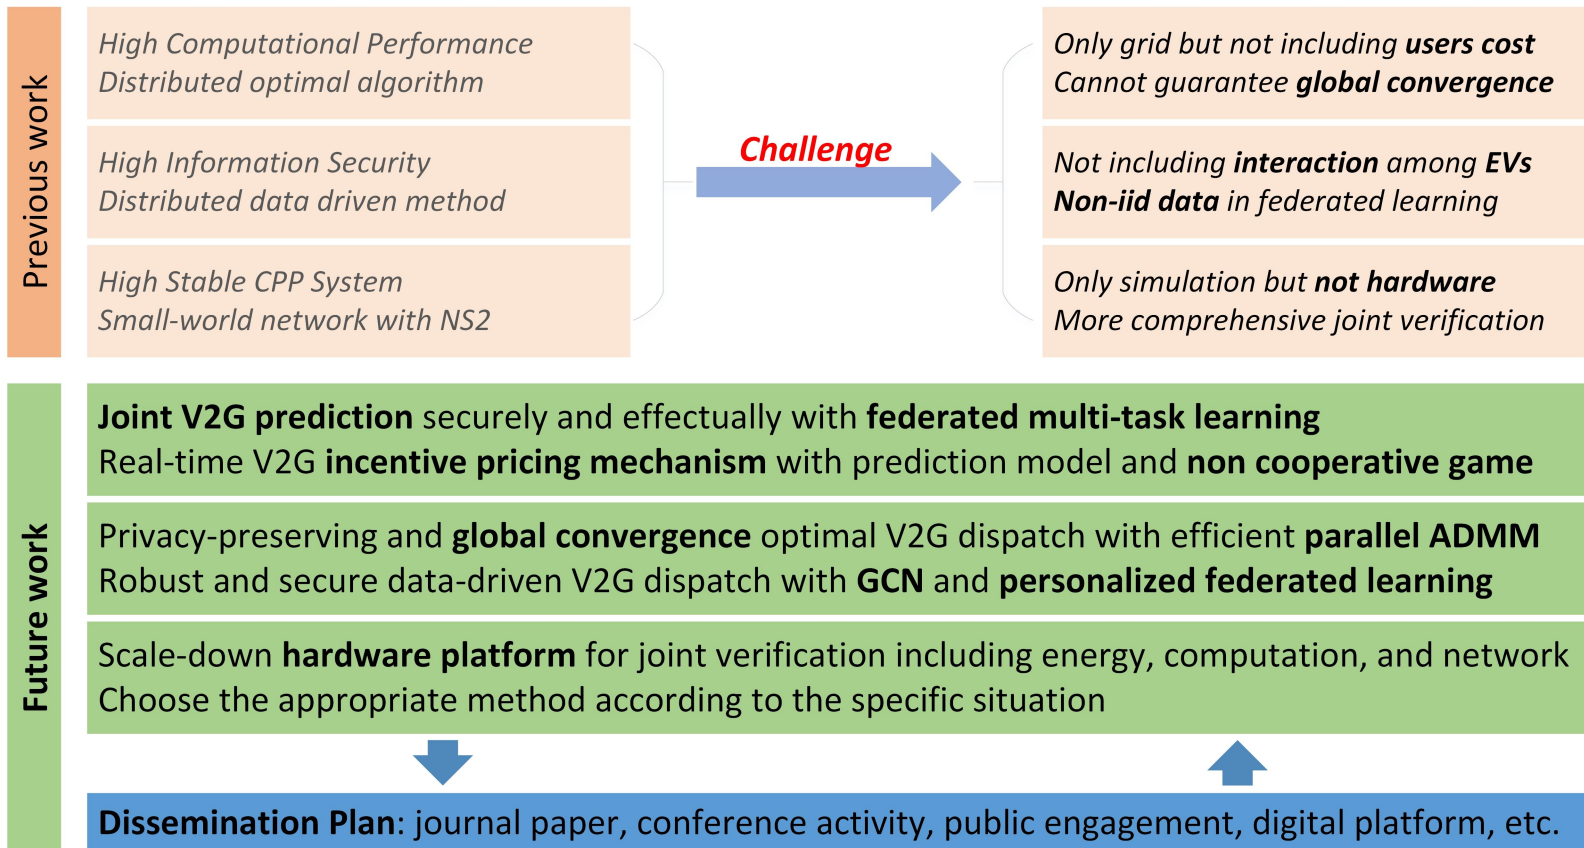 Previous work
High Computational Performance
Distributed optimal algorithm
High Information Security
Distributed data driven method
High Stable CPP System
Small-world network with NS2
Challenge
Only grid but not including users cost
Cannot guarantee global convergence
Not including interaction among EVs
Non-iid data in federated learning
Only simulation but not hardware
More comprehensive joint verification
Future work
Joint V2G prediction securely and effectually with federated multi-task learning
Real-time V2G incentive pricing mechanism with prediction model and non cooperative game
Privacy-preserving and global convergence optimal V2G dispatch with efficient parallel ADMM
Robust and secure data-driven V2G dispatch with GCN and personalized federated learning
Scale-down hardware platform for joint verification including energy, computation, and network
Choose the appropriate method according to the specific situation
Dissemination Plan: journal paper, conference activity, public engagement, digital platform, etc.